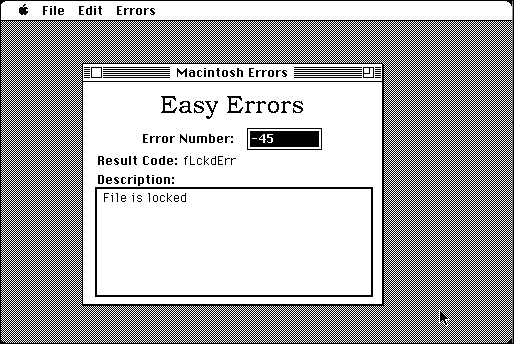 File Edit Errors
Macintosh Errors
Easy Errors
Error Number: -45
Result Code: fLckdErr
Description:
File is locked